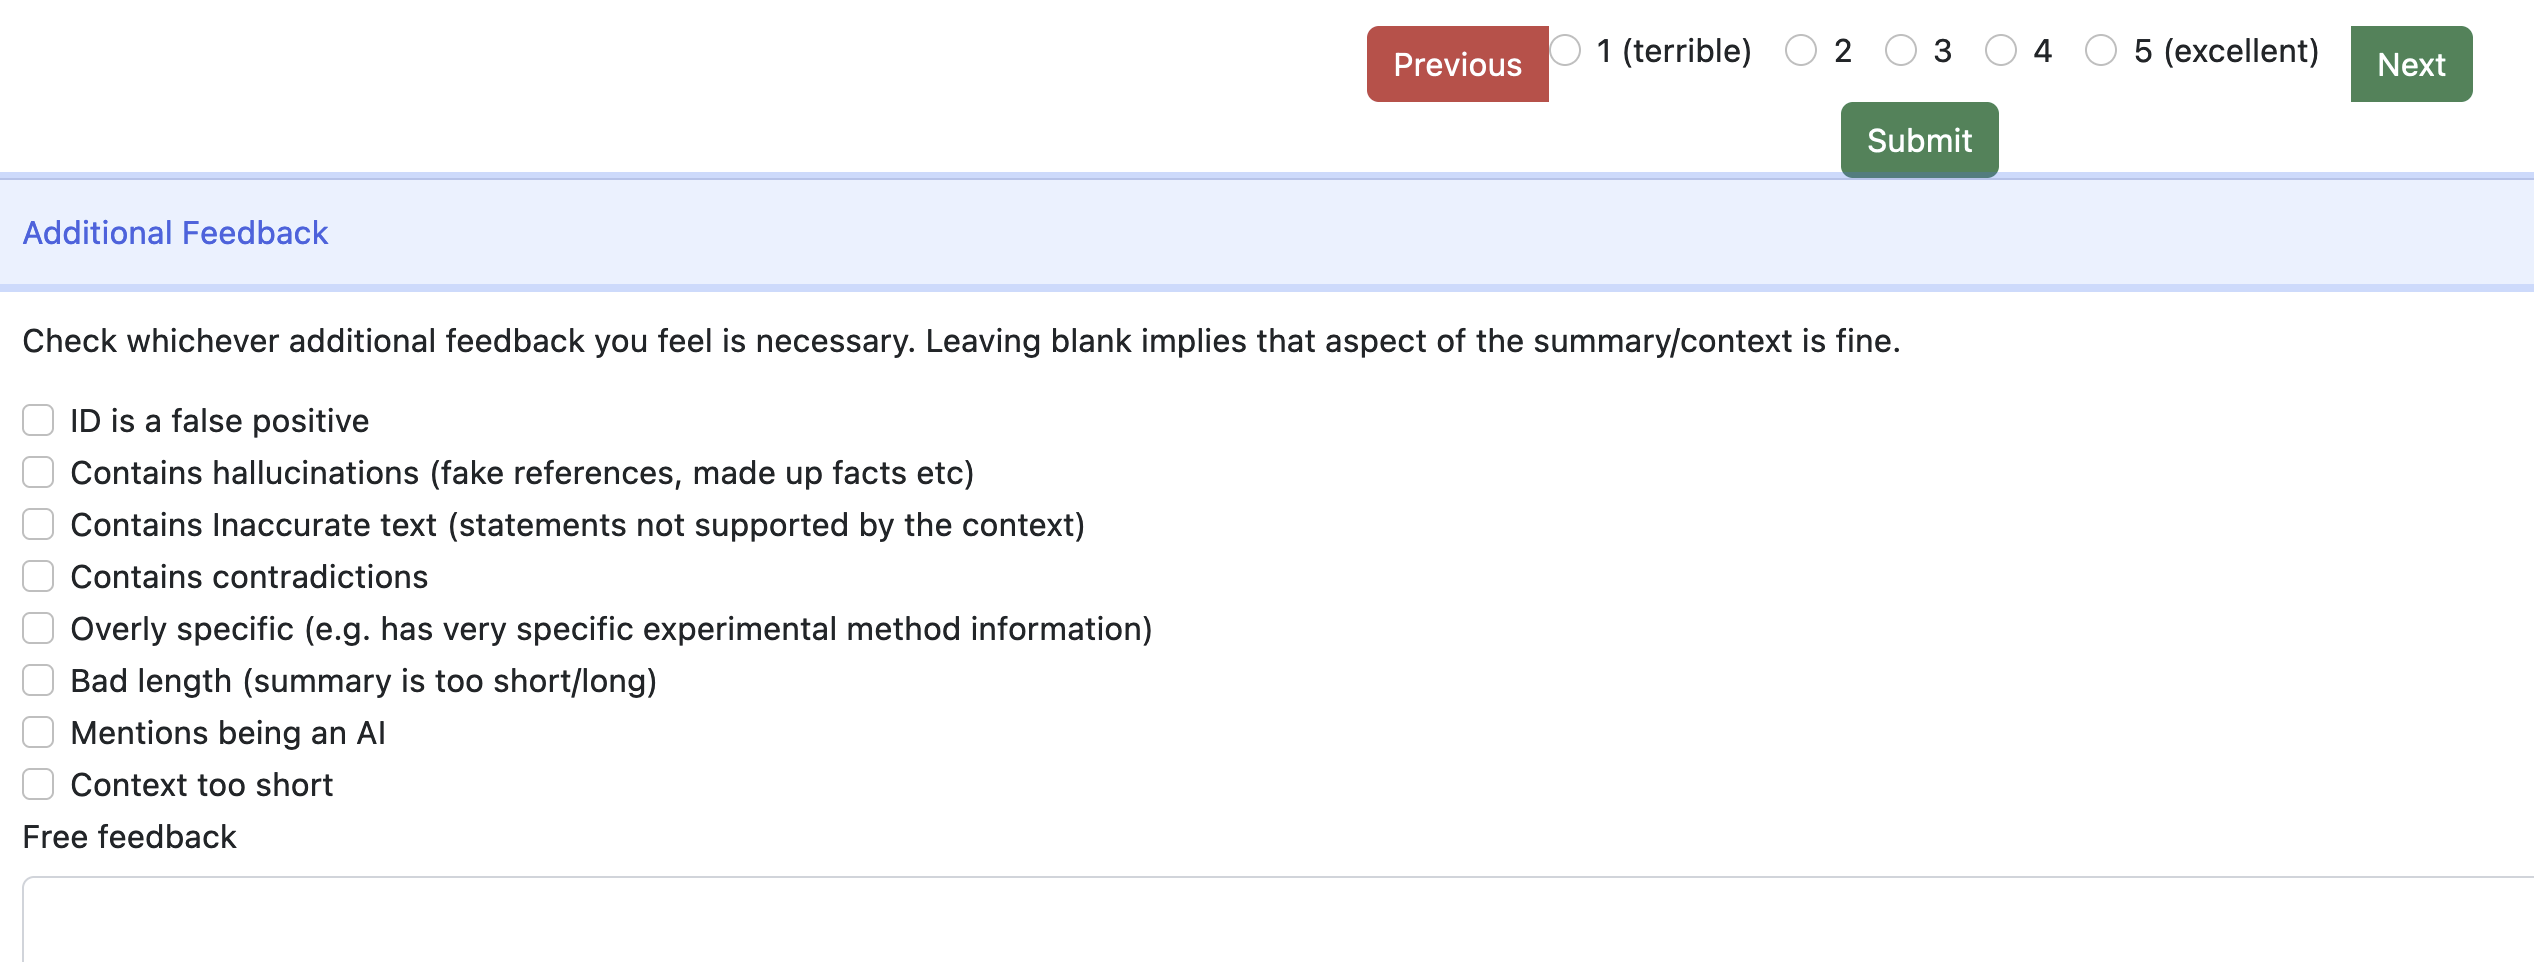 Previous 1 (terrible) 2 3 4 5 (excellent) Next
Submit
Additional Feedback
Check whichever additional feedback you feel is necessary. Leaving blank implies that aspect of the summary/context is fine.
ID is a false positive
Contains hallucinations (fake references, made up facts etc)
Contains Inaccurate text (statements not supported by the context)
Contains contradictions
Overly specific (e.g. has very specific experimental method information)
Bad length (summary is too short/long)
Mentions being an AI
Context too short
Free feedback